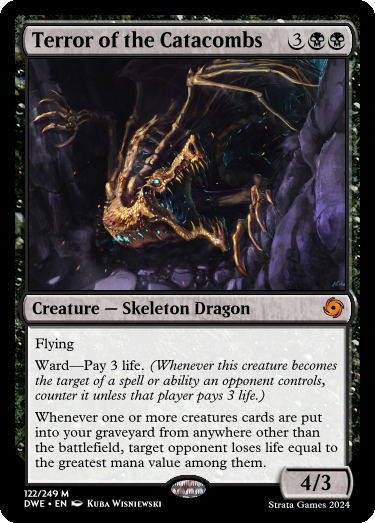 Terror of the Catacombs 3
Creature — Skeleton Dragon
Flying
Ward—Pay 3 life. (Whenever this creature becomes
the target of a spell or ability an opponent controls,
counter it unless that player pays 3 life.)
Whenever one or more creatures cards are put
into your graveyard from anywhere other than
the battlefield, target opponent loses life equal to
the greatest mana value among them.
4/3
122/249 M
DWE • EN Kuba Wisniewski
Strata Games 2024